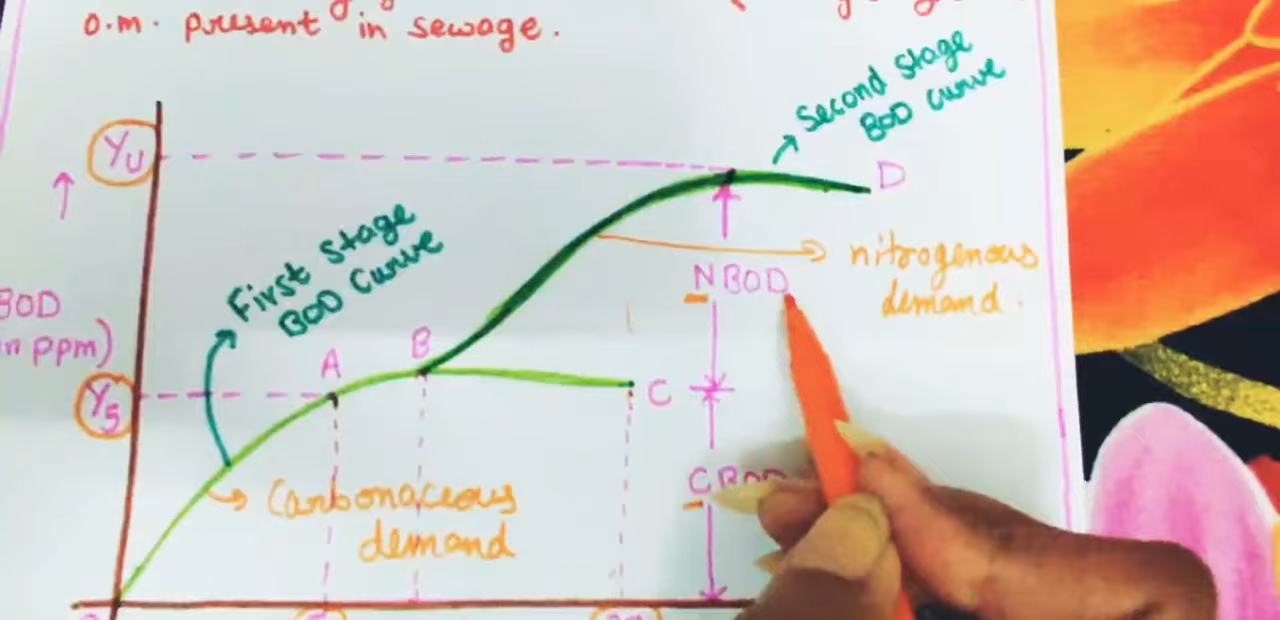 o.m. present in sewage.
Second Stage
BOD Curve
Yu
D
First Stage
BOD Curve
nitrogenous
demand.
NBOD
BOD
n ppm)
A
B
Y5
C
Carbonaceous
demand
CBOD